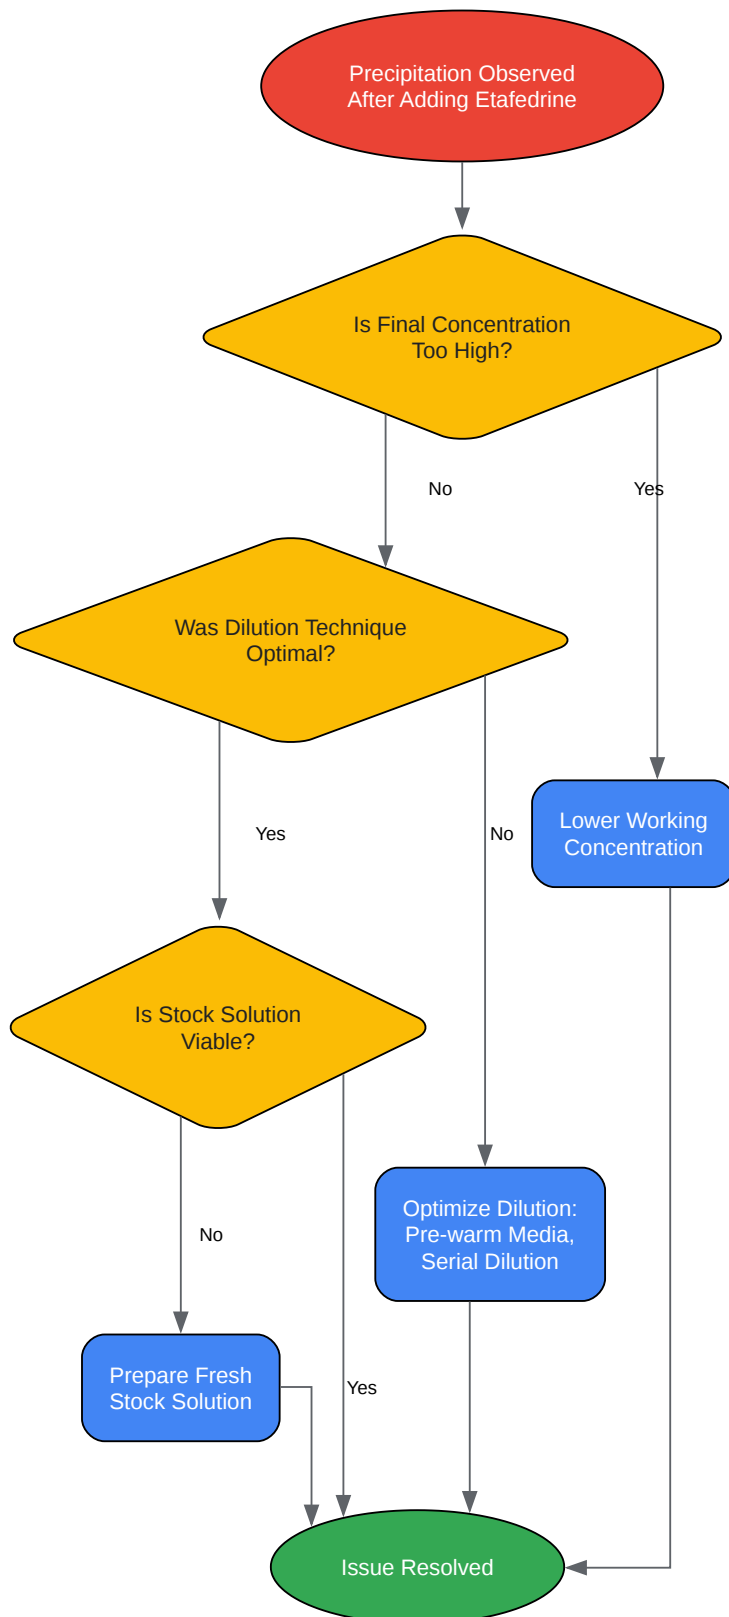 Precipitation Observed
After Adding Etafedrine
Is Final Concentration
Too High?
No
Yes
Was Dilution Technique
Optimal?
Yes
No
Lower Working
Concentration
Is Stock Solution
Viable?
Optimize Dilution:
Pre-warm Media,
Serial Dilution
No
Prepare Fresh
Stock Solution
Yes
Issue Resolved